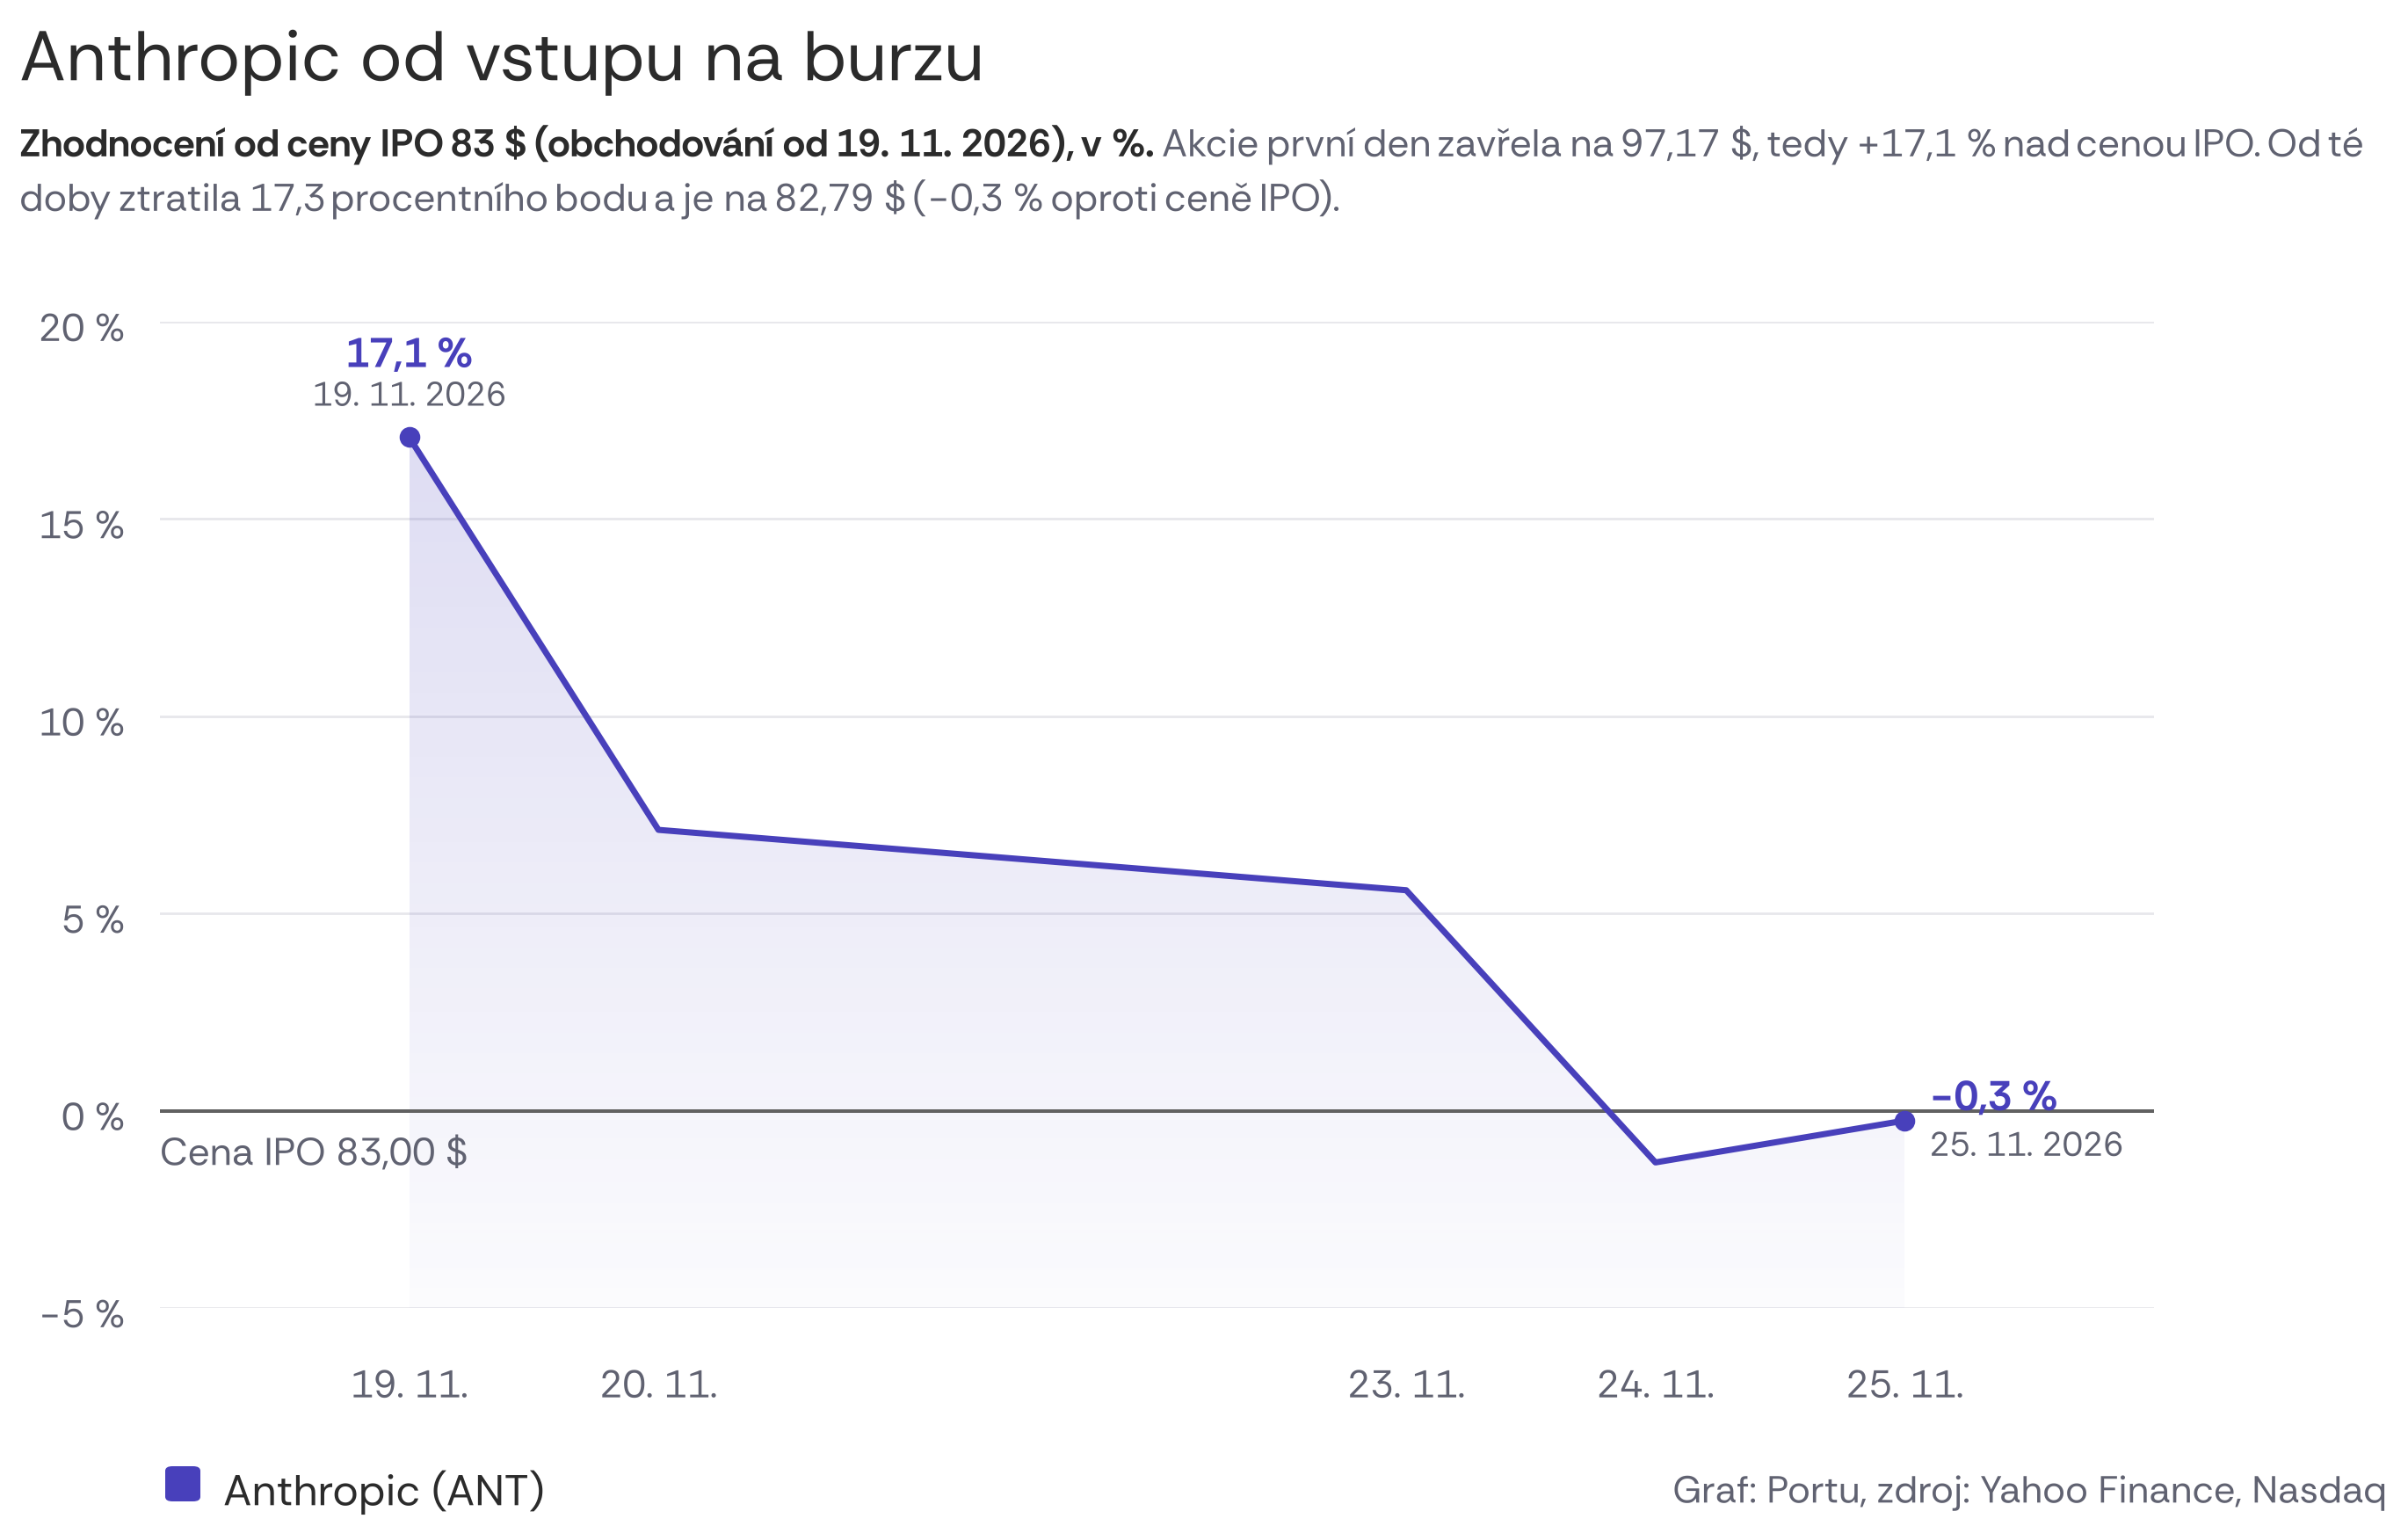 Anthropic od vstupu na burzu
Zhodnocení od ceny IPO 83 $ (obchodování od 19. 11. 2026), v %. Akcie první den zavřela na 97,17 $, tedy +17,1 % nad cenou IPO. Od té
doby ztratila 17,3 procentního bodu a je na 82,79 $ (−0,3 % oproti ceně IPO).
20 %
17,1 %
19. 11. 2026
15 %
10 %
5 %
0 %
−0,3 %
25. 11. 2026
Cena IPO 83,00 $
−5 %
19. 11.
20. 11.
23. 11.
24. 11.
25. 11.
Anthropic (ANT)
Graf: Portu, zdroj: Yahoo Finance, Nasdaq